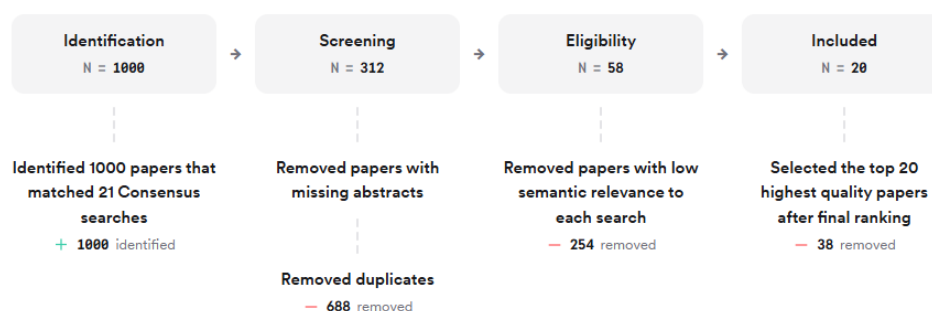 Identification
N = 1000
Screening
N = 312
Eligibility
N = 58
Included
N = 20
Identified 1000 papers that
matched 21 Consensus
searches
+ 1000 identified
Removed papers with
missing abstracts
Removed duplicates
− 688 removed
Removed papers with low
semantic relevance to
each search
− 254 removed
Selected the top 20
highest quality papers
after final ranking
− 38 removed